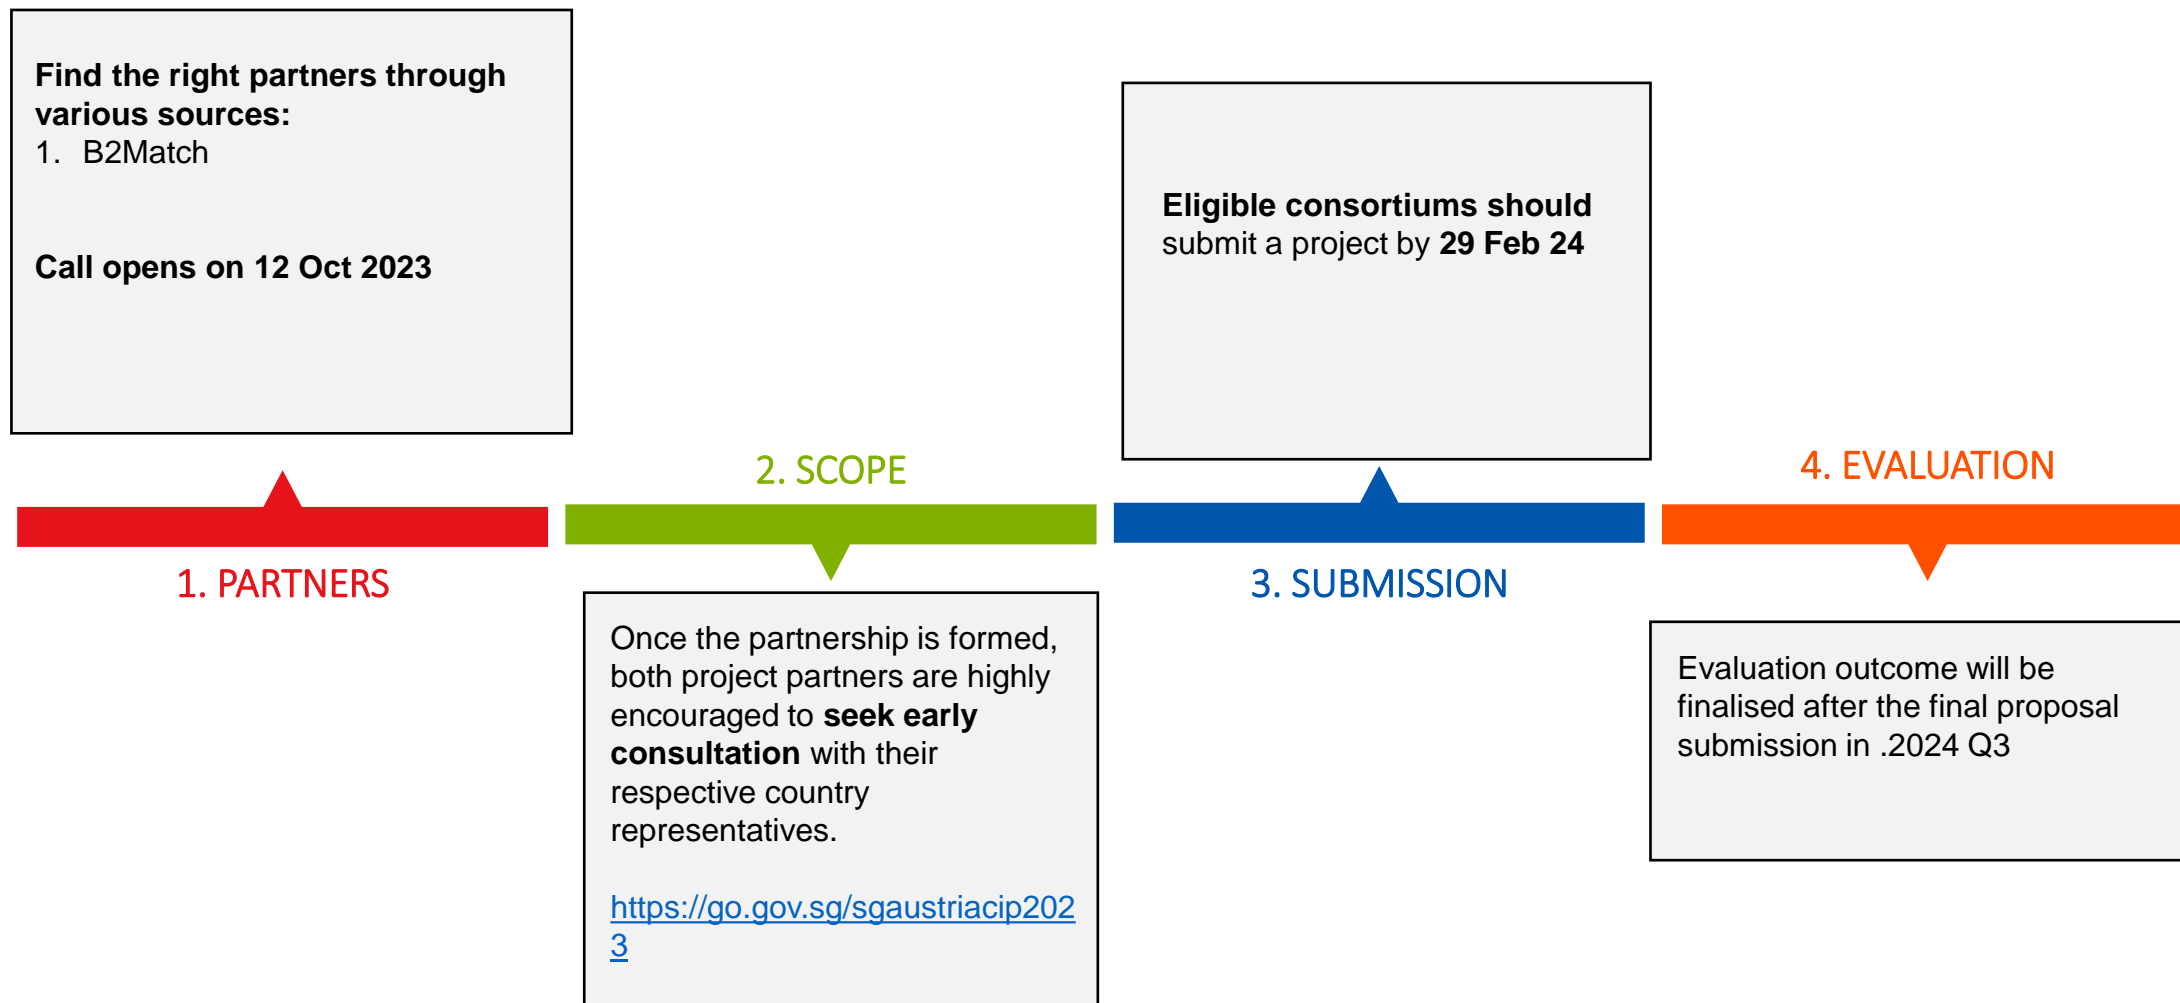 Find the right partners through
various sources:
1. B2Match
Call opens on 12 Oct 2023
1. PARTNERS
2. SCOPE
Once the partnership is formed,
both project partners are highly
encouraged to seek early
consultation with their
respective country
representatives.
https://go.gov.sg/sgaustriacip202
3
Eligible consortiums should
submit a project by 29 Feb 24
3. SUBMISSION
4. EVALUATION
Evaluation outcome will be
finalised after the final proposal
submission in .2024 Q3